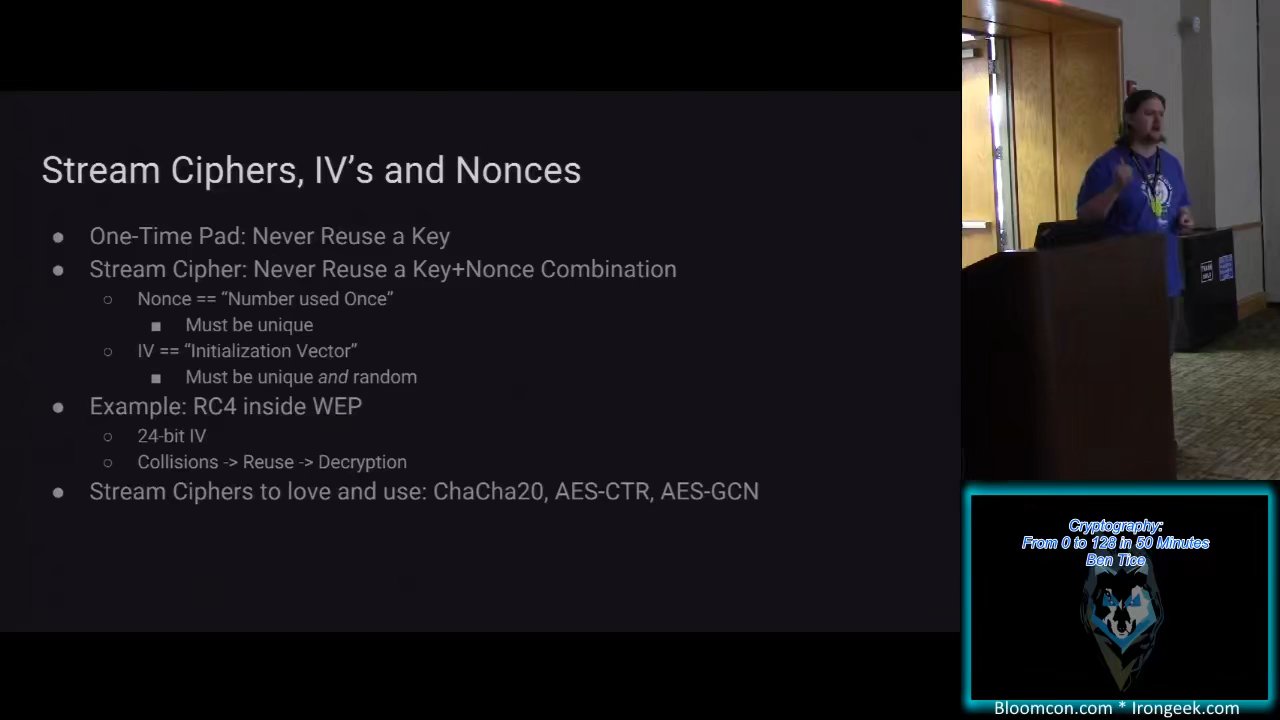 Stream Ciphers, IV's and Nonces
● One-Time Pad: Never Reuse a Key
● Stream Cipher: Never Reuse a Key+Nonce Combination
○ Nonce == “Number used Once”
■ Must be unique
○ IV == “Initialization Vector”
■ Must be unique and random
● Example: RC4 inside WEP
○ 24-bit IV
○ Collisions -> Reuse -> Decryption
● Stream Ciphers to love and use: ChaCha20, AES-CTR, AES-GCN
Cryptography:
From 0 to 128 in 50 Minutes
Ben Tice
Bloomcon.com * Irongeek.com